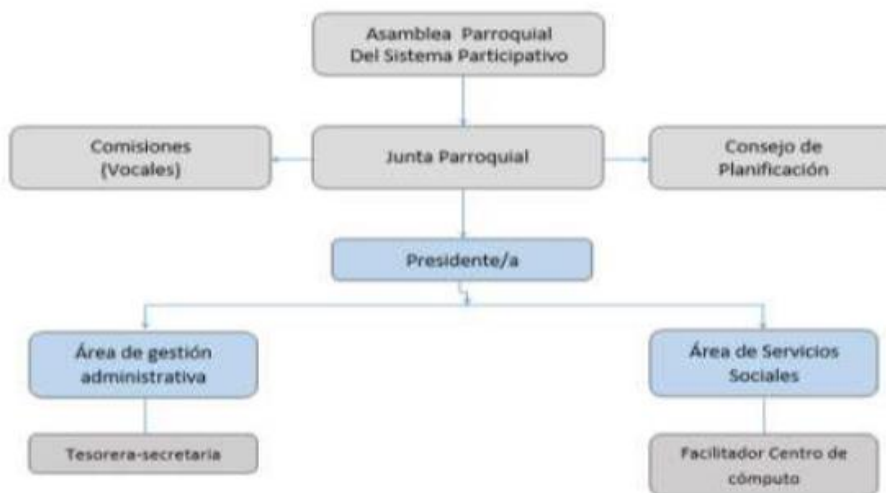 Asamblea Parroquial
Del Sistema Participativo
Comisiones
(Vocales)
Junta Parroquial
Consejo de
Planificación
Presidente/a
Área de gestión
administrativa
Área de Servicios
Sociales
Tesorera-secretaria
Facilitador Centro de
cómputo